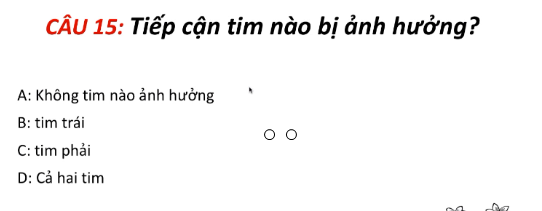 CÂU 15: Tiếp cận tim nào bị ảnh hưởng?
A: Không tim nào ảnh hưởng
B: tim trái
C: tim phải
D: Cả hai tim